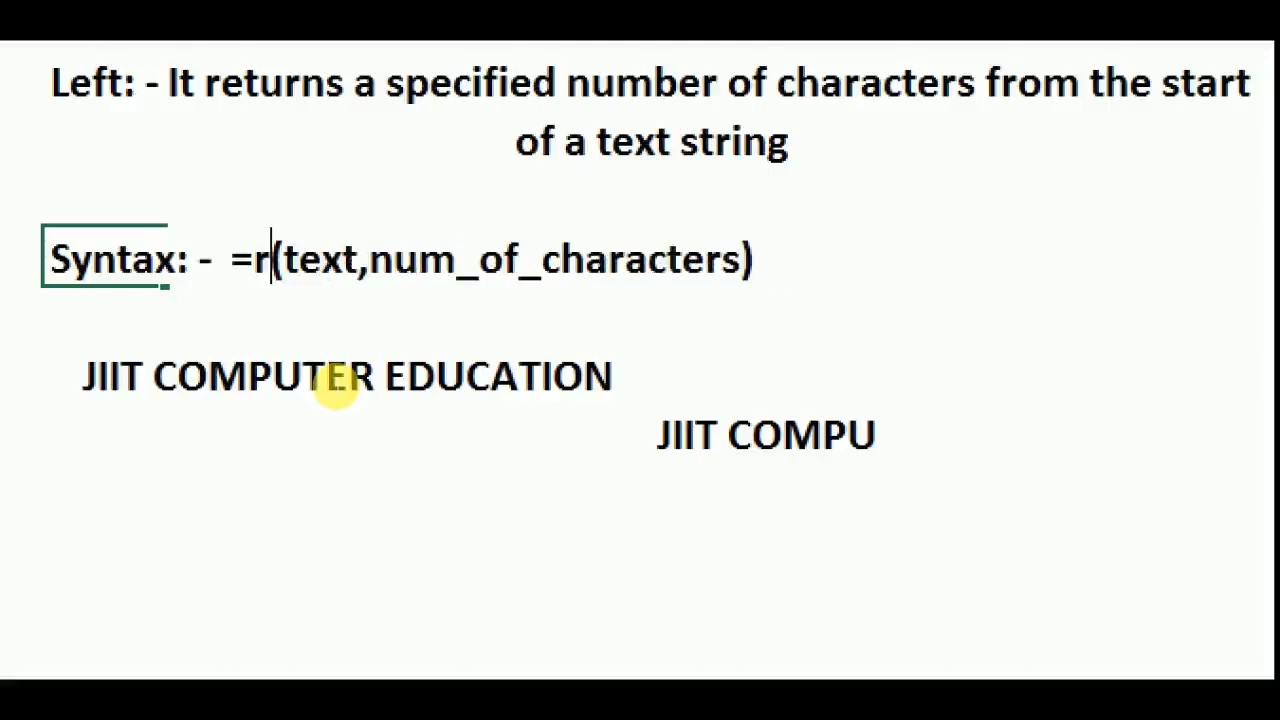 Left: - It returns a specified number of characters from the start
of a text string
Syntax: - =r(text,num_of_characters)
JIIT COMPUTER EDUCATION
JIIT COMPU